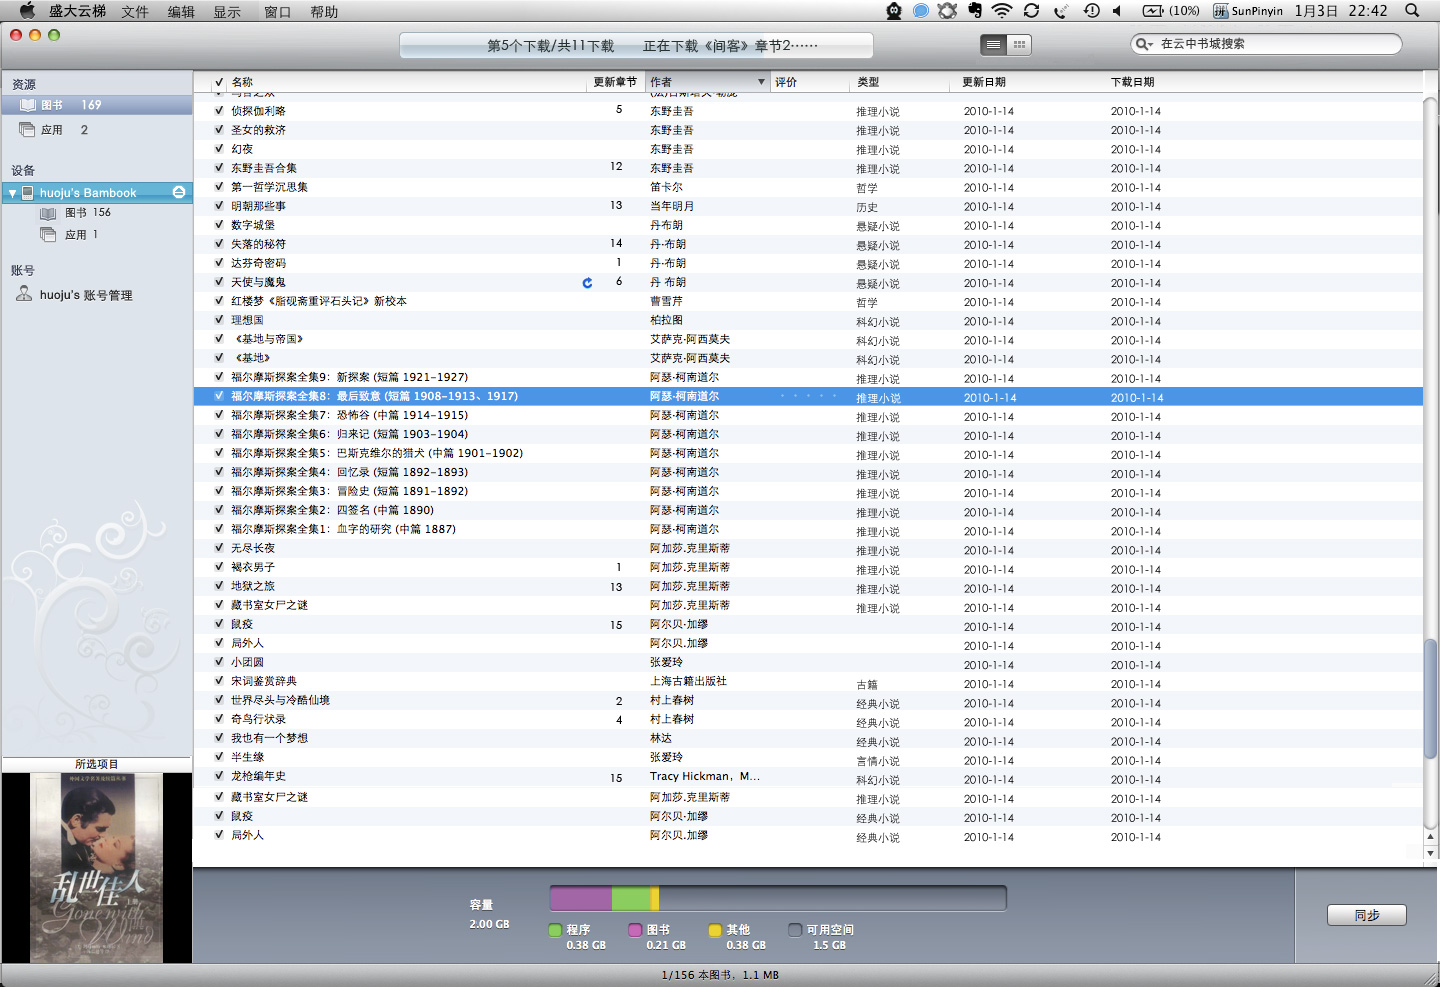 盛大云梯 文件 编辑 显示 窗口 帮助 (10%) SunPinyin 1月3日 22:42
第5个下载/共11下载 正在下载《间客》章节2…… 在云中书城搜索
资源
图书 169
应用 2
设备
huoju's Bambook
图书 156
应用 1
账号
huoju's 账号管理
所选项目
乱世佳人
Gone with
Wind
名称 更新章节 作者 评价 类型 更新日期 下载日期
侦探伽利略 5 东野圭吾 推理小说 2010-1-14 2010-1-14
圣女的救济 东野圭吾 推理小说 2010-1-14 2010-1-14
幻夜 东野圭吾 推理小说 2010-1-14 2010-1-14
东野圭吾合集 12 东野圭吾 推理小说 2010-1-14 2010-1-14
第一哲学沉思集 笛卡尔 哲学 2010-1-14 2010-1-14
明朝那些事 13 当年明月 历史 2010-1-14 2010-1-14
数字城堡 丹布朗 悬疑小说 2010-1-14 2010-1-14
失落的秘符 14 丹·布朗 悬疑小说 2010-1-14 2010-1-14
达芬奇密码 1 丹·布朗 悬疑小说 2010-1-14 2010-1-14
天使与魔鬼 6 丹 布朗 悬疑小说 2010-1-14 2010-1-14
红楼梦《脂砚斋重评石头记》新校本 曹雪芹 哲学 2010-1-14 2010-1-14
理想国 柏拉图 科幻小说 2010-1-14 2010-1-14
《基地与帝国》 艾萨克·阿西莫夫 科幻小说 2010-1-14 2010-1-14
《基地》 艾萨克·阿西莫夫 科幻小说 2010-1-14 2010-1-14
福尔摩斯探案全集9：新探案 (短篇 1921-1927) 阿瑟·柯南道尔 推理小说 2010-1-14 2010-1-14
福尔摩斯探案全集8：最后致意 (短篇 1908-1913、1917) 阿瑟·柯南道尔 推理小说 2010-1-14 2010-1-14
福尔摩斯探案全集7：恐怖谷 (中篇 1914-1915) 阿瑟·柯南道尔 推理小说 2010-1-14 2010-1-14
福尔摩斯探案全集6：归来记 (短篇 1903-1904) 阿瑟·柯南道尔 推理小说 2010-1-14 2010-1-14
福尔摩斯探案全集5：巴斯克维尔的猎犬 (中篇 1901-1902) 阿瑟·柯南道尔 推理小说 2010-1-14 2010-1-14
福尔摩斯探案全集4：回忆录 (短篇 1892-1893) 阿瑟·柯南道尔 推理小说 2010-1-14 2010-1-14
福尔摩斯探案全集3：冒险史 (短篇 1891-1892) 阿瑟·柯南道尔 推理小说 2010-1-14 2010-1-14
福尔摩斯探案全集2：四签名 (中篇 1890) 阿瑟·柯南道尔 推理小说 2010-1-14 2010-1-14
福尔摩斯探案全集1：血字的研究 (中篇 1887) 阿瑟·柯南道尔 推理小说 2010-1-14 2010-1-14
无尽长夜 阿加莎.克里斯蒂 推理小说 2010-1-14 2010-1-14
褐衣男子 1 阿加莎.克里斯蒂 推理小说 2010-1-14 2010-1-14
地狱之旅 13 阿加莎.克里斯蒂 推理小说 2010-1-14 2010-1-14
藏书室女尸之谜 阿加莎.克里斯蒂 推理小说 2010-1-14 2010-1-14
鼠疫 15 阿尔贝·加缪 2010-1-14 2010-1-14
局外人 阿尔贝.加缪 2010-1-14 2010-1-14
小团圆 张爱玲 2010-1-14 2010-1-14
宋词鉴赏辞典 上海古籍出版社 古籍 2010-1-14 2010-1-14
世界尽头与冷酷仙境 2 村上春树 经典小说 2010-1-14 2010-1-14
奇鸟行状录 4 村上春树 经典小说 2010-1-14 2010-1-14
我也有一个梦想 林达 经典小说 2010-1-14 2010-1-14
半生缘 张爱玲 言情小说 2010-1-14 2010-1-14
龙枪编年史 15 Tracy Hickman，M... 科幻小说 2010-1-14 2010-1-14
藏书室女尸之谜 阿加莎.克里斯蒂 推理小说 2010-1-14 2010-1-14
鼠疫 阿尔贝·加缪 经典小说 2010-1-14 2010-1-14
局外人 阿尔贝.加缪 经典小说 2010-1-14 2010-1-14
容量
2.00 GB
程序 图书 其他 可用空间
0.38 GB 0.21 GB 0.38 GB 1.5 GB
同步
1/156 本图书，1.1 MB